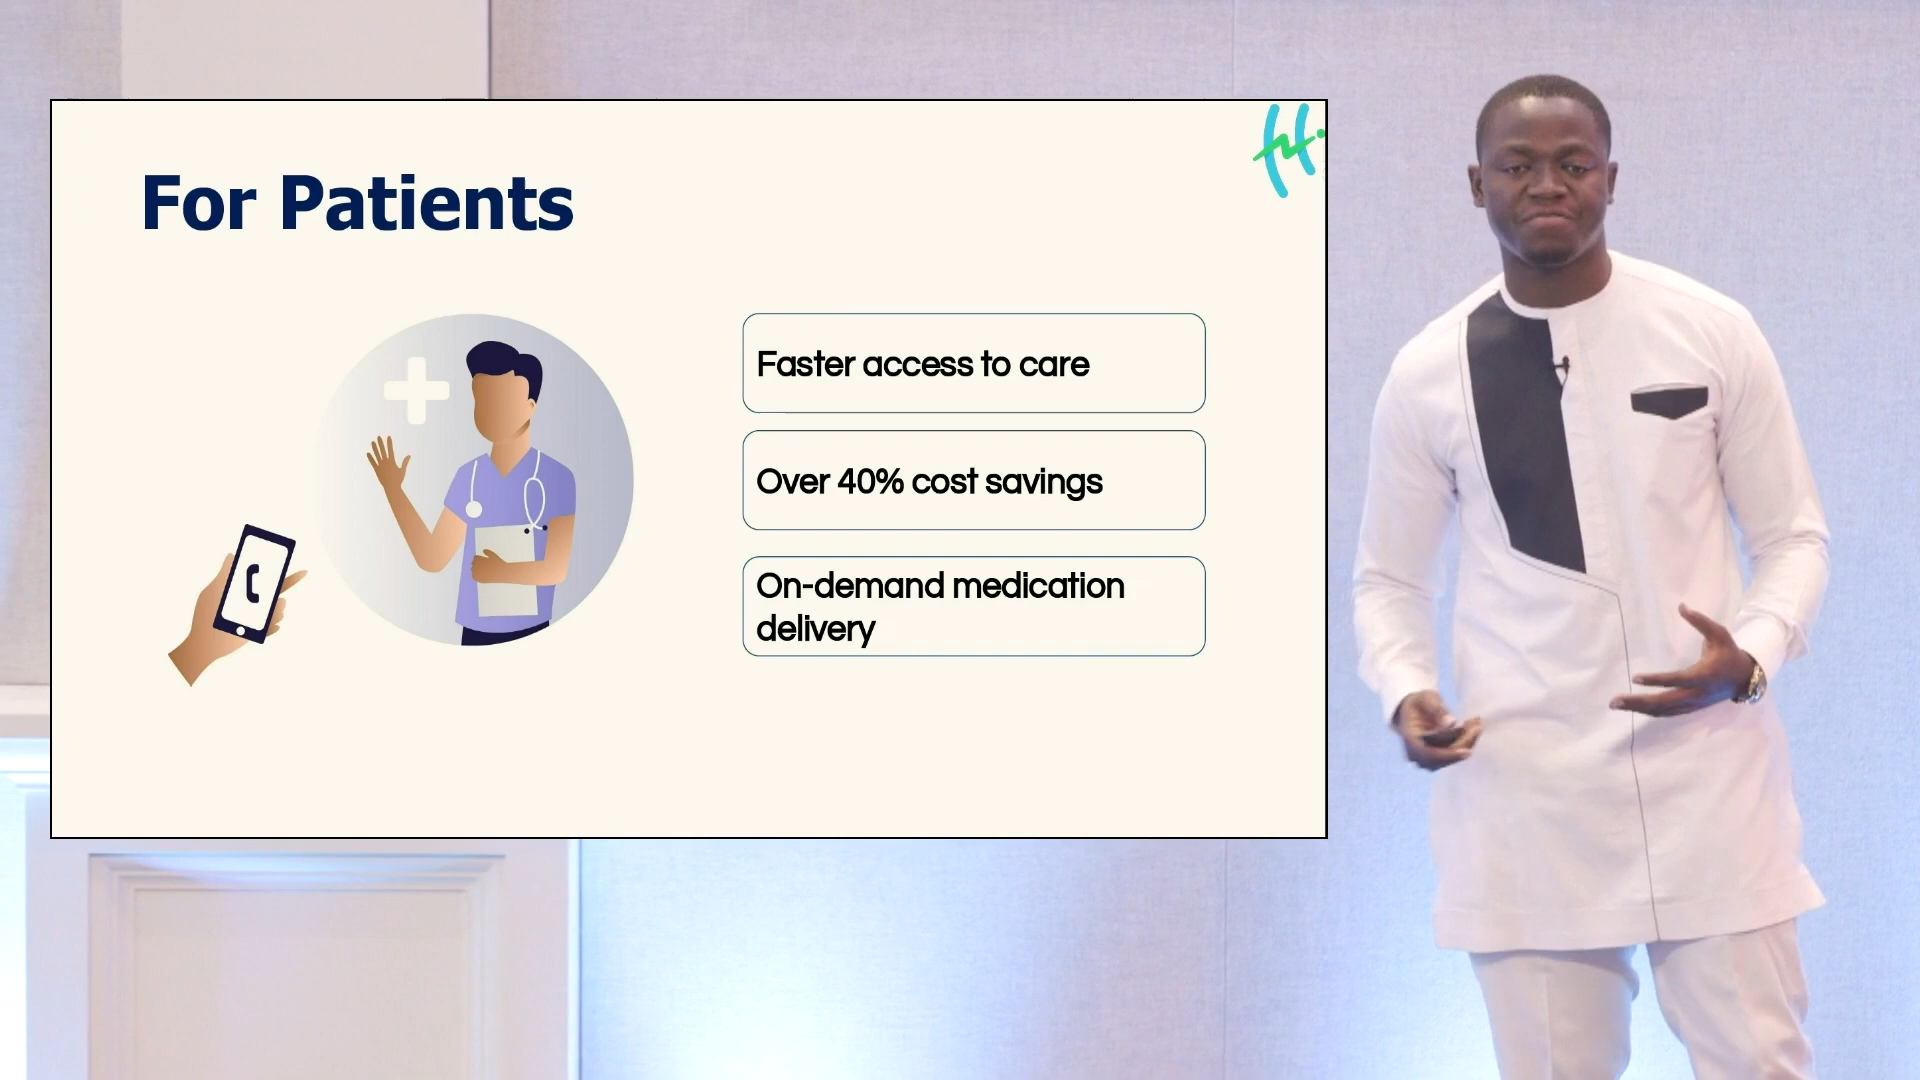 For Patients
Faster access to care
Over 40% cost savings
On-demand medication
delivery